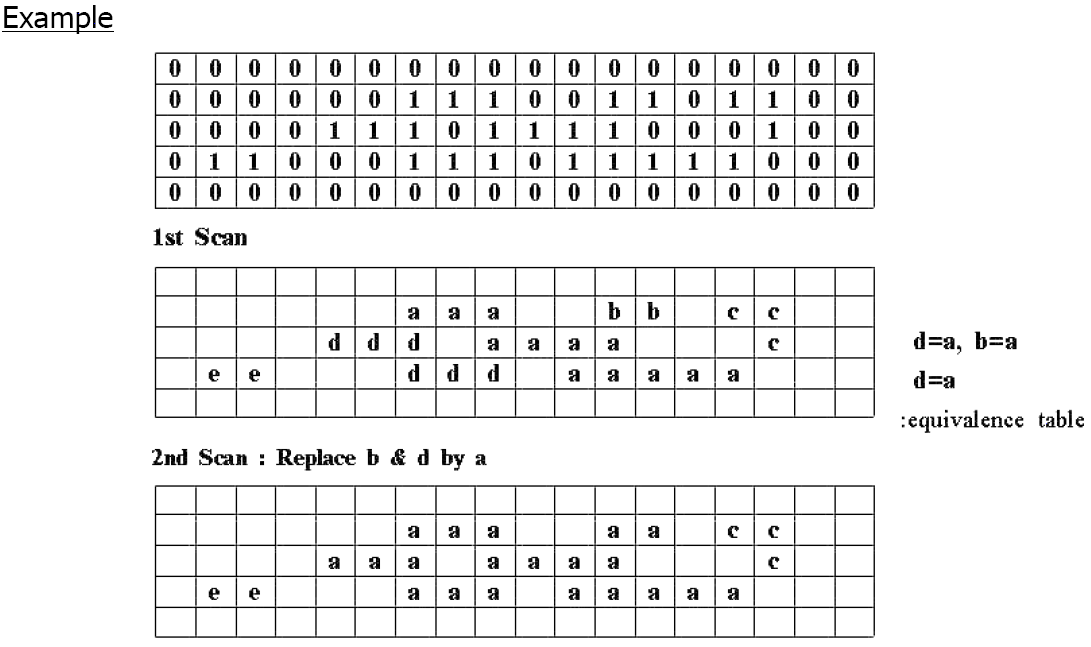 Example
0 0 0 0 0 0 0 0 0 0 0 0 0 0 0 0 0 0
0 0 0 0 0 0 1 1 1 0 0 1 1 0 1 1 0 0
0 0 0 0 1 1 1 0 1 1 1 1 0 0 0 1 0 0
0 1 1 0 0 0 1 1 1 0 1 1 1 1 1 0 0 0
0 0 0 0 0 0 0 0 0 0 0 0 0 0 0 0 0 0
1st Scan
a a a b b c c
d d d a a a a c
d=a, b=a
e e d d d a a a a a
d=a
:equivalence table
2nd Scan : Replace b & d by a
a a a a a c c
a a a a a a a c
e e a a a a a a a a